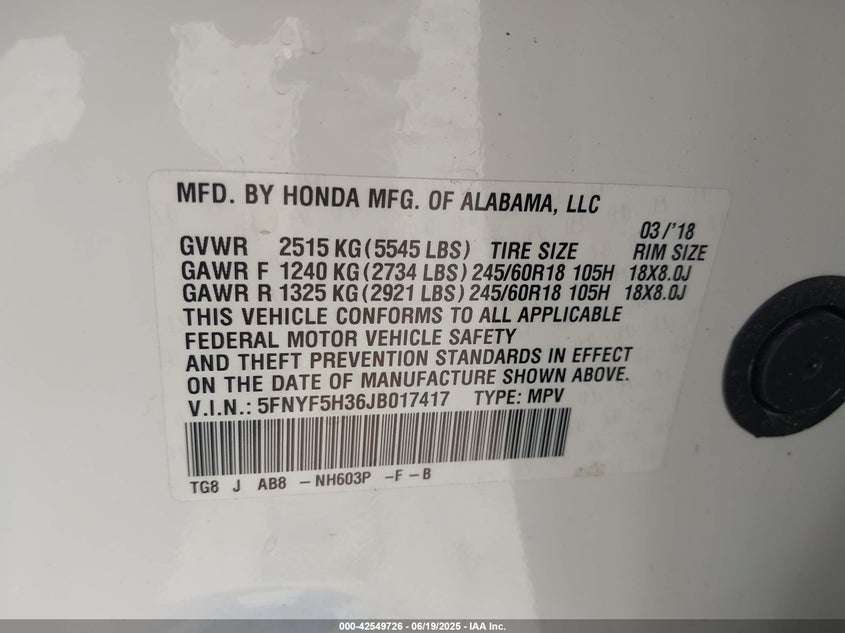 MFD. BY HONDA MFG. OF ALABAMA, LLC
03/'18
GVWR 2515 KG (5545 LBS) TIRE SIZE RIM SIZE
GAWR F 1240 KG (2734 LBS) 245/60R18 105H 18X8.0J
GAWR R 1325 KG (2921 LBS) 245/60R18 105H 18X8.0J
THIS VEHICLE CONFORMS TO ALL APPLICABLE
FEDERAL MOTOR VEHICLE SAFETY
AND THEFT PREVENTION STANDARDS IN EFFECT
ON THE DATE OF MANUFACTURE SHOWN ABOVE.
V.I.N.: 5FNYF5H36JB017417 TYPE: MPV
TG8 J AB8 - NH603P - F - B
000-42549726 - 06/19/2025 - IAA Inc.